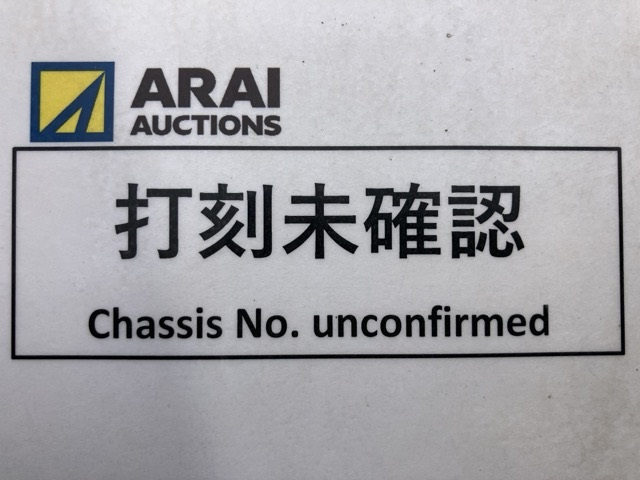 ARAI
AUCTIONS
打刻未確認
Chassis No. unconfirmed